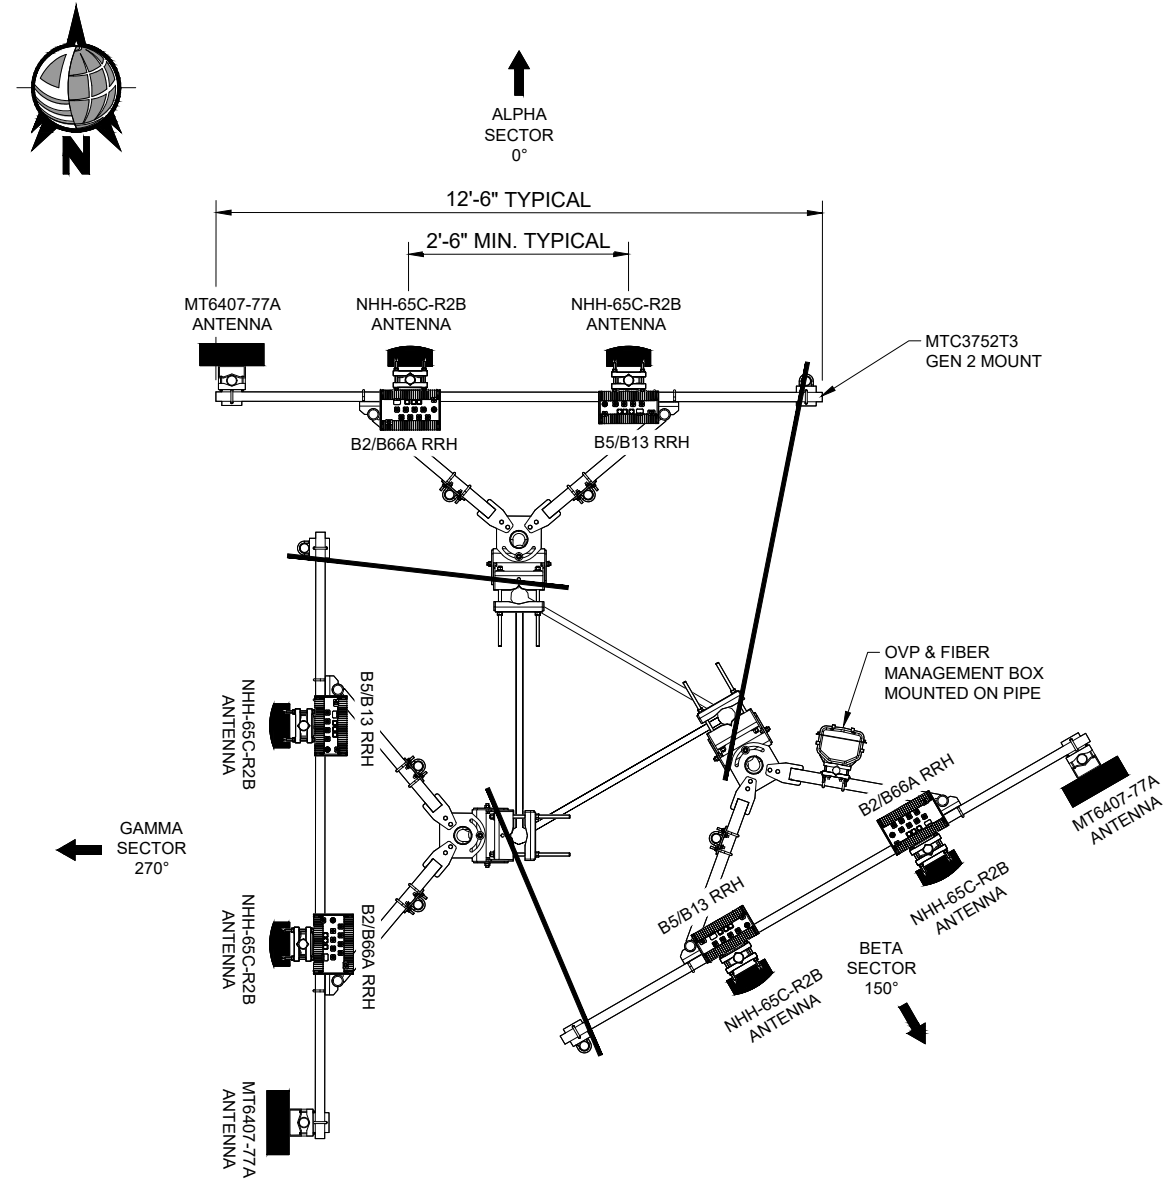 N
ALPHA
SECTOR
0°
12'-6" TYPICAL
2'-6" MIN. TYPICAL
MT6407-77A
ANTENNA
NHH-65C-R2B
ANTENNA
NHH-65C-R2B
ANTENNA
MTC3752T3
GEN 2 MOUNT
B2/B66A RRH
B5/B13 RRH
OVP & FIBER
MANAGEMENT BOX
MOUNTED ON PIPE
NHH-65C-R2B
ANTENNA
B5/B13 RRH
B2/B66A RRH
MT6407-77A
ANTENNA
GAMMA
SECTOR
270°
NHH-65C-R2B
ANTENNA
B5/B13 RRH
NHH-65C-R2B
ANTENNA
B2/B66A RRH
BETA
SECTOR
150°
NHH-65C-R2B
ANTENNA
MT6407-77A
ANTENNA